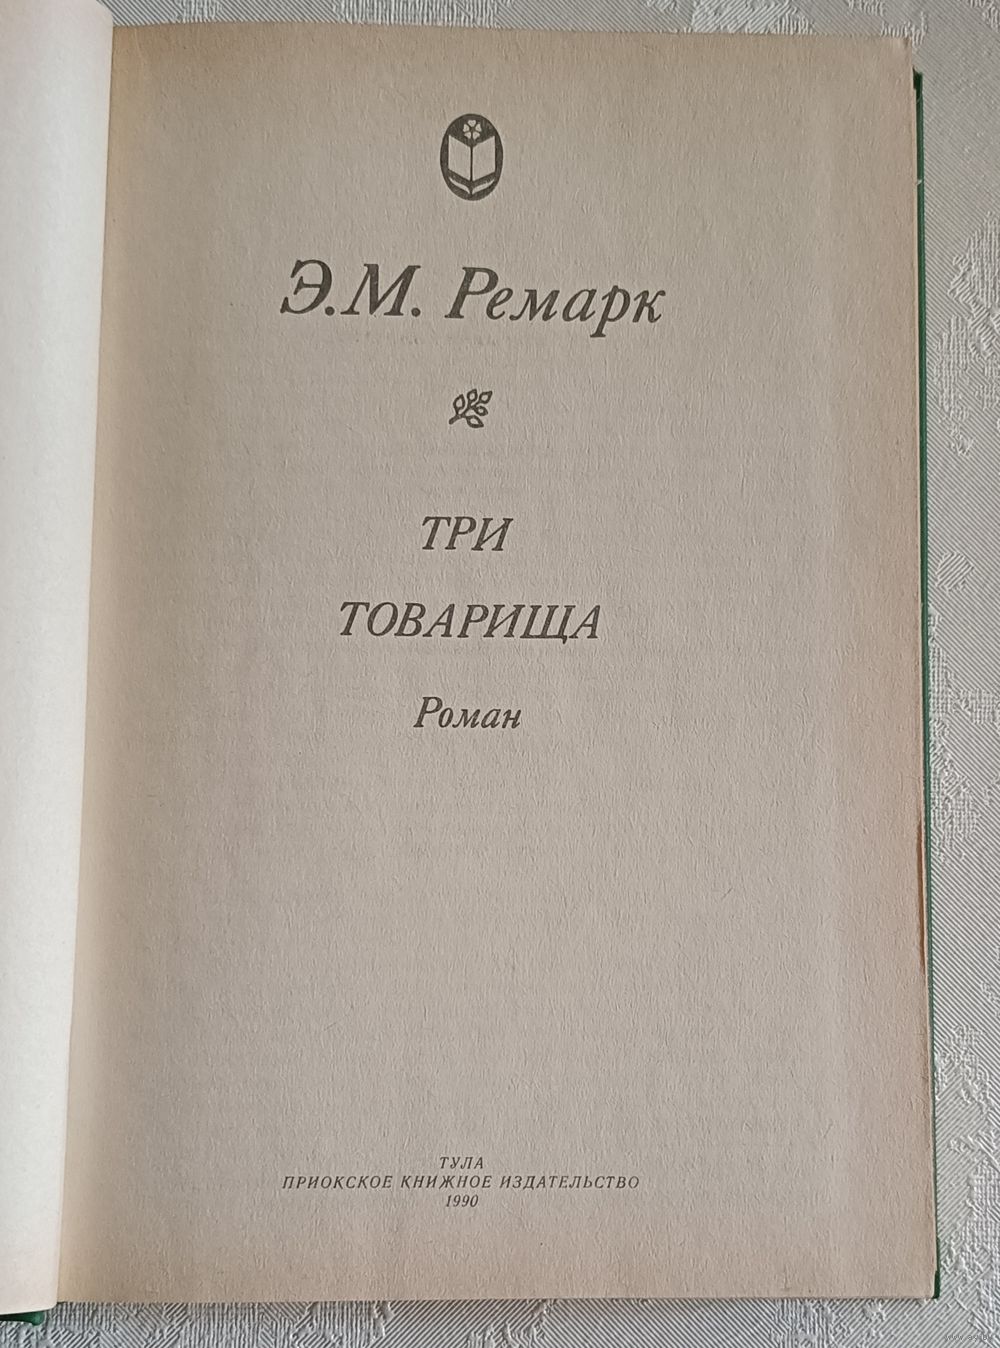 Э.М. Ремарк
ТРИ
ТОВАРИЩА
Роман
ТУЛА
ПРИОКСКОЕ КНИЖНОЕ ИЗДАТЕЛЬСТВО
1990